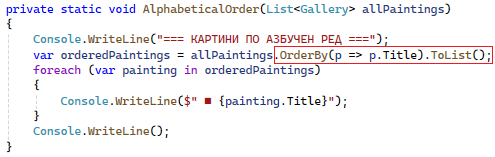 private static void AlphabeticalOrder(List<Gallery> allPaintings)
{
    Console.WriteLine("=== КАРТИНИ ПО АЗБУЧЕН РЕД ===");
    var orderedPaintings = allPaintings.OrderBy(p => p.Title).ToList();
    foreach (var painting in orderedPaintings)
    {
        Console.WriteLine($" ■ {painting.Title}");
    }
    Console.WriteLine();
}